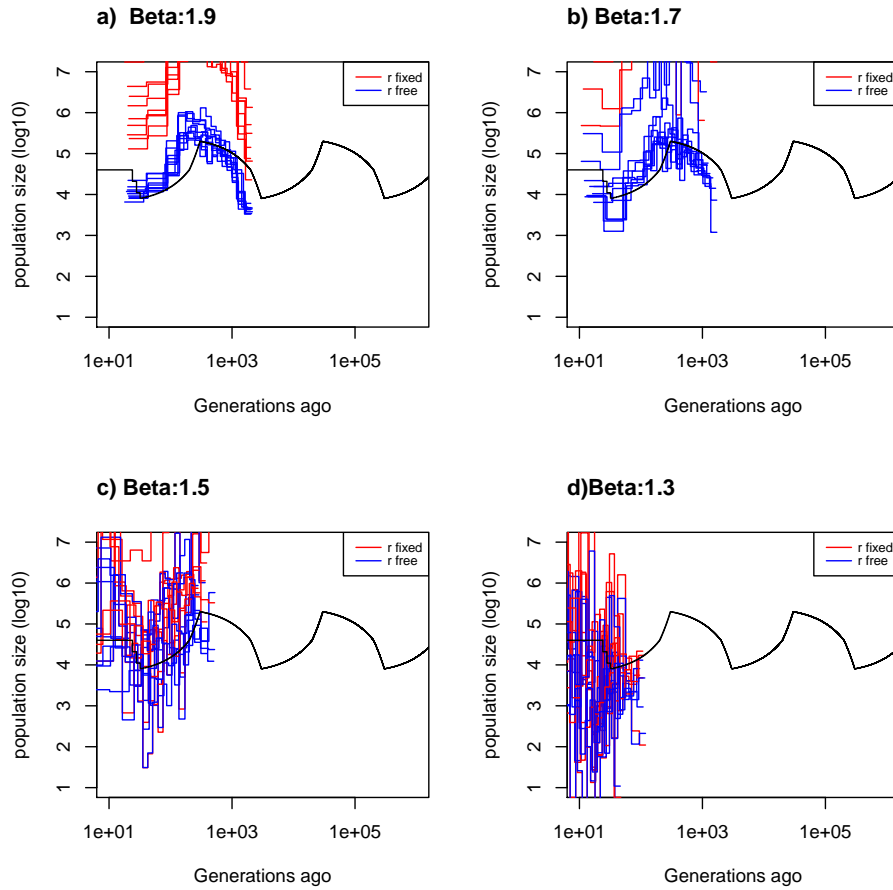 a)  Beta:1.9
population size (log10)
7
6
5
4
3
2
1
r fixed
r free
1e+01
1e+03
1e+05
Generations ago
b)  Beta:1.7
population size (log10)
7
6
5
4
3
2
1
r fixed
r free
1e+01
1e+03
1e+05
Generations ago
c) Beta:1.5
population size (log10)
7
6
5
4
3
2
1
r fixed
r free
1e+01
1e+03
1e+05
Generations ago
d)Beta:1.3
population size (log10)
7
6
5
4
3
2
1
r fixed
r free
1e+01
1e+03
1e+05
Generations ago